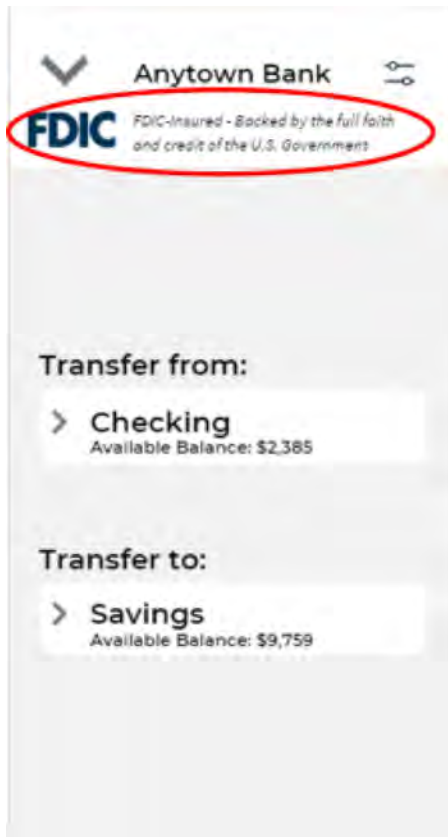 Anytown Bank
FDIC FDIC-Insured - Backed by the full faith
and credit of the U.S. Government
Transfer from:
Checking
Available Balance: $2,385
Transfer to:
Savings
Available Balance: $9,759